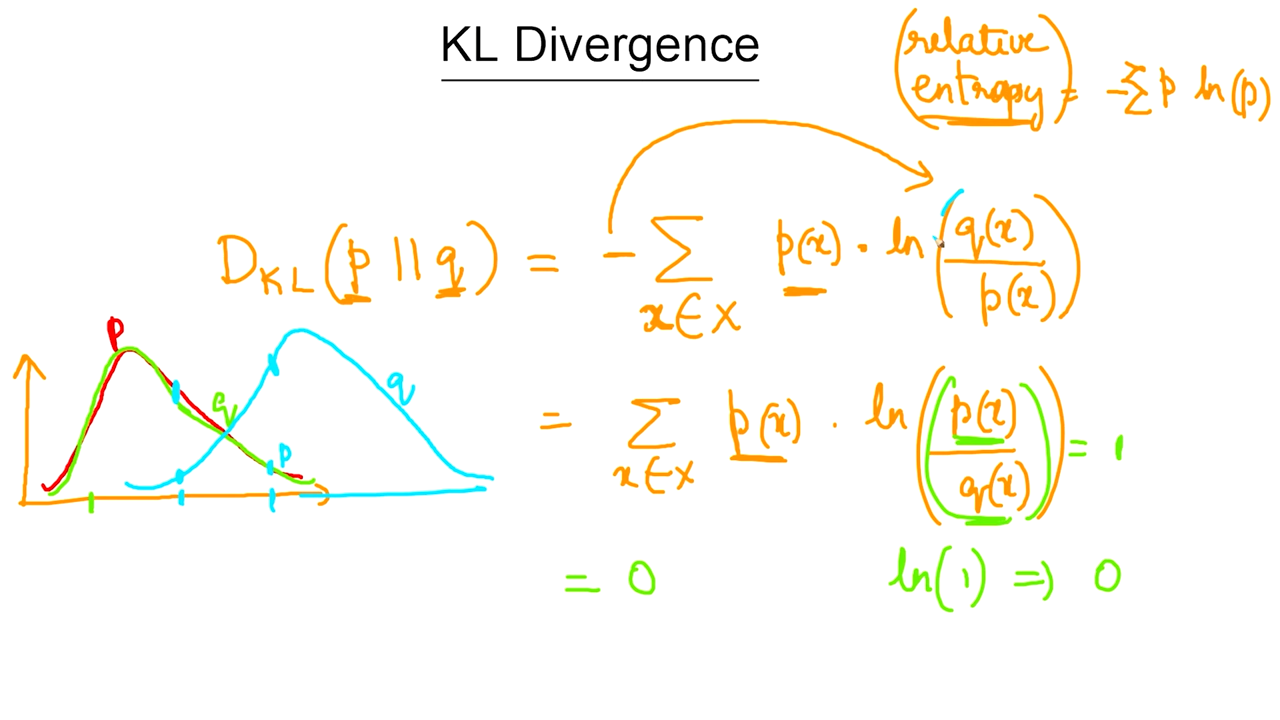 KL Divergence
(relative
entropy) = -∑ p ln(p)
D_KL(p || q) = - ∑_{x∈X} p(x) · ln(q(x)/p(x))
= ∑_{x∈X} p(x) · ln(p(x)/q(x)) = 1
= 0 ln(1) ⇒ 0
p
q
q
p